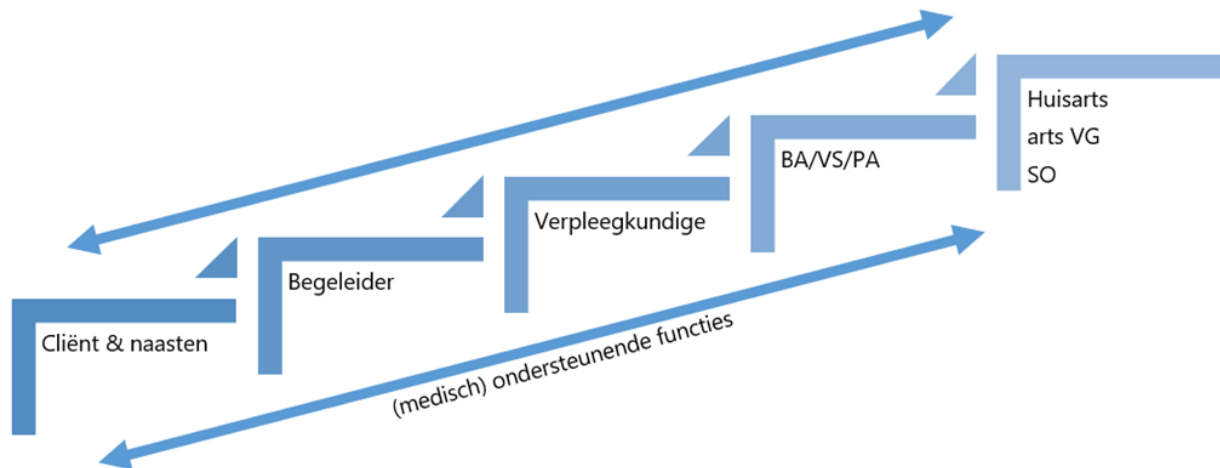 Cliënt & naasten
Begeleider
Verpleegkundige
BA/VS/PA
Huisarts
arts VG
SO
(medisch) ondersteunende functies